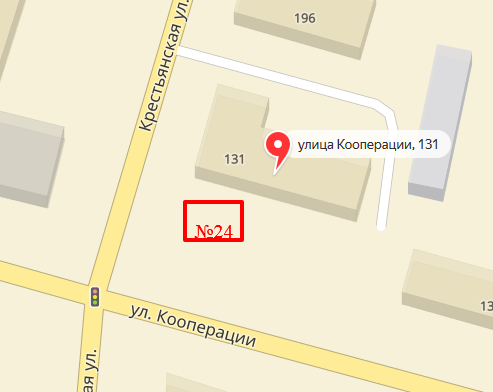 196
Крестьянская ул.
131
улица Кооперации, 131
№24
ул. Кооперации
13
ая ул.